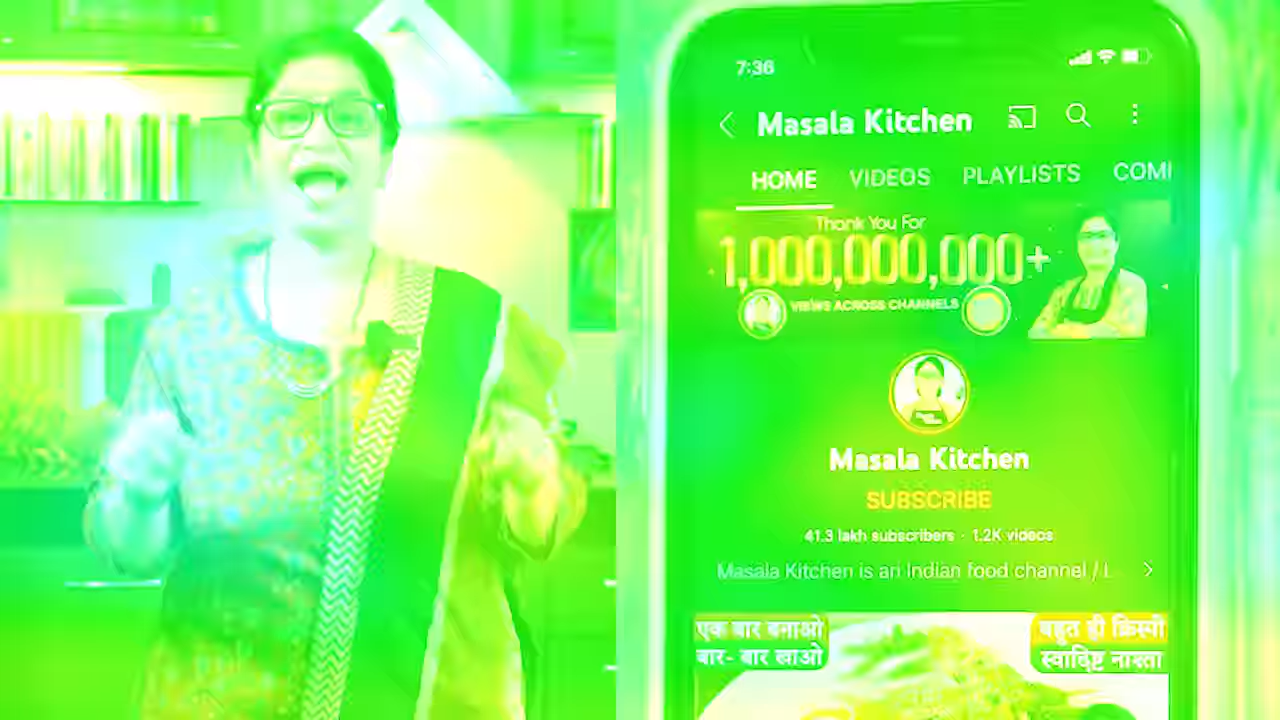 7:36
Masala Kitchen
HOME VIDEOS PLAYLISTS COM
Thank You For
1,000,000,000+
VIEWS ACROSS CHANNELS
Masala Kitchen
SUBSCRIBE
41.3 lakh subscribers · 1.2K videos
Masala Kitchen is an Indian food channel / L...
एक बार बनाओ
बार- बार खाओ
बहुत ही क्रिस्पी
स्वादिष्ट नास्ता